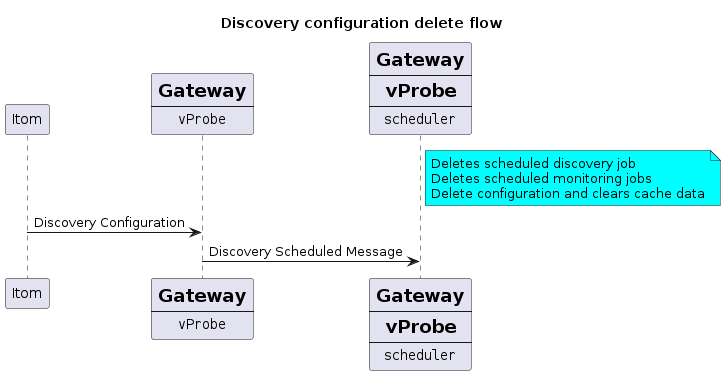 Discovery configuration delete flow
Itom
Gateway
vProbe
Gateway
vProbe
scheduler
Deletes scheduled discovery job
Deletes scheduled monitoring jobs
Delete configuration and clears cache data
Discovery Configuration
Discovery Scheduled Message
Itom
Gateway
vProbe
Gateway
vProbe
scheduler